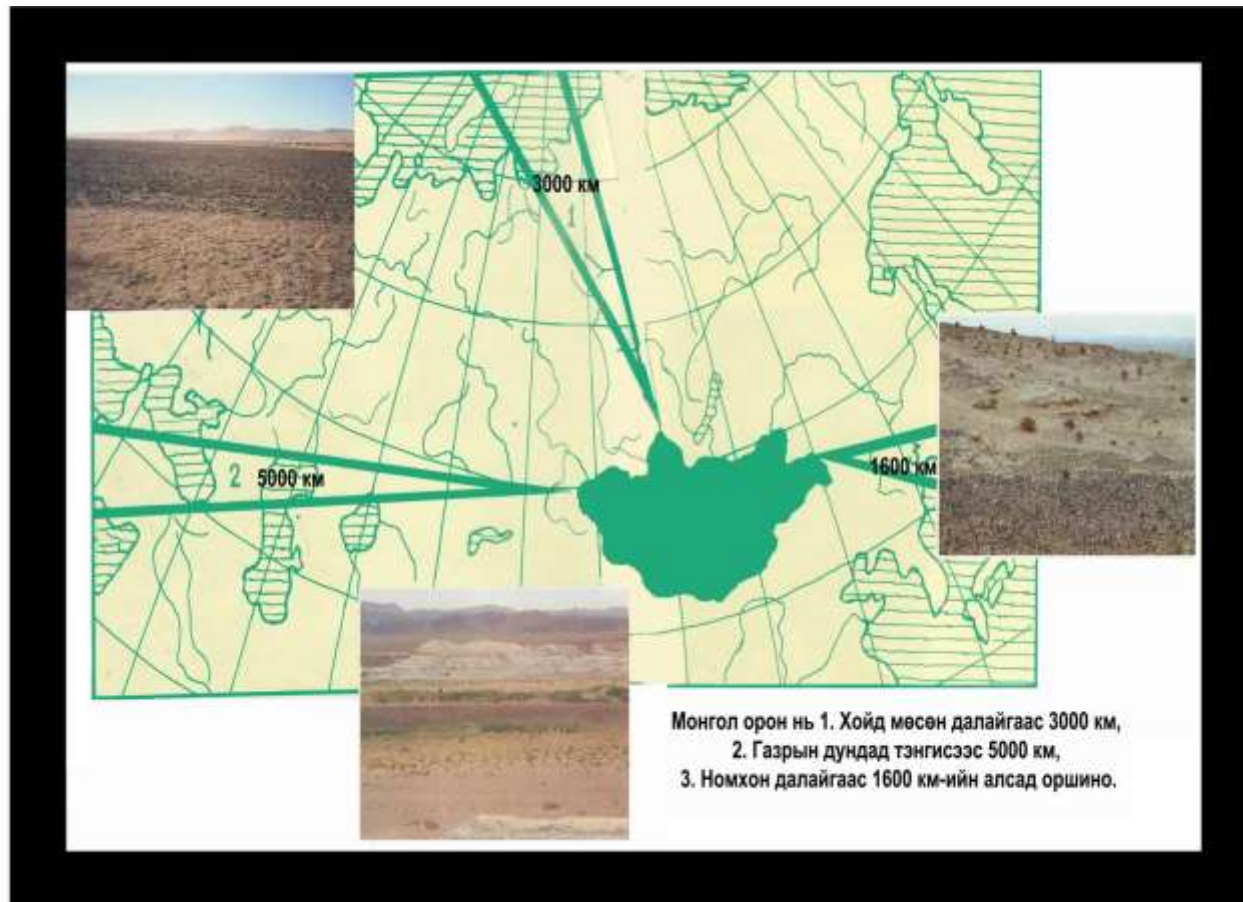 3000 км
1
2
5000 км
1600 км
Монгол орон нь 1. Хойд мөсөн далайгаас 3000 км,
2. Газрын дундад тэнгисээс 5000 км,
3. Номхон далайгаас 1600 км-ийн алсад оршино.